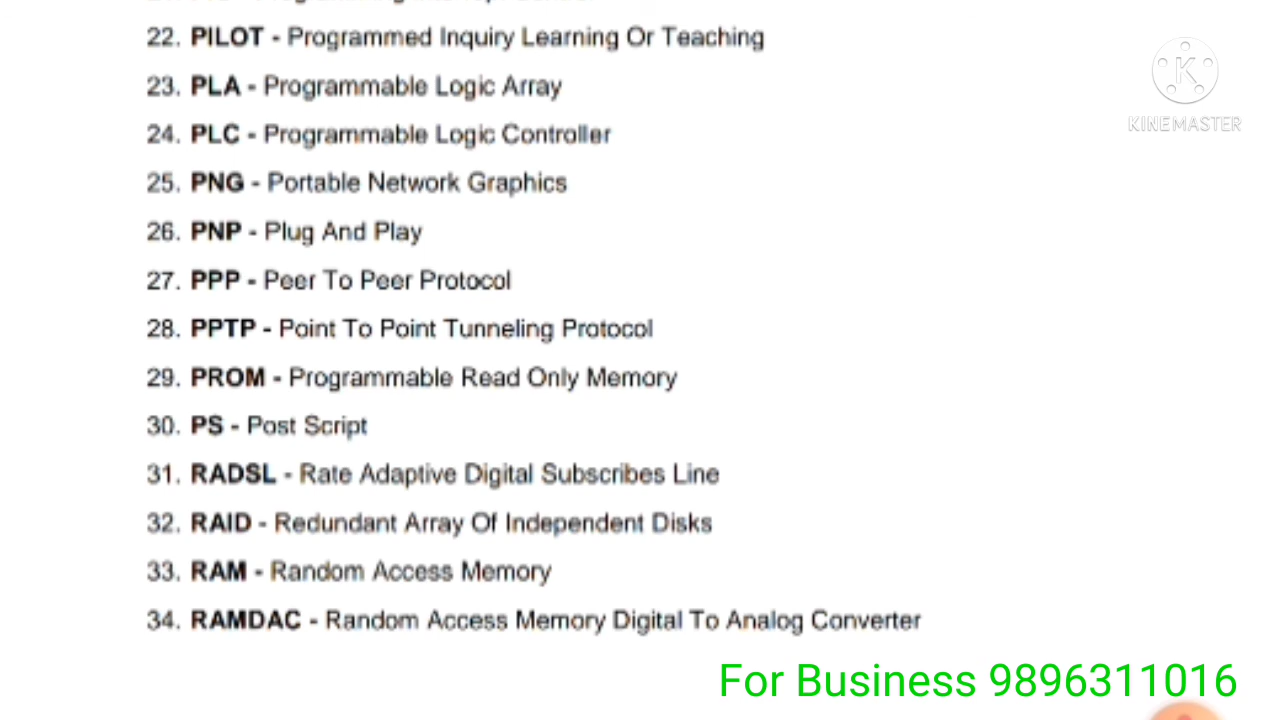 22. PILOT - Programmed Inquiry Learning Or Teaching
23. PLA - Programmable Logic Array
24. PLC - Programmable Logic Controller
25. PNG - Portable Network Graphics
26. PNP - Plug And Play
27. PPP - Peer To Peer Protocol
28. PPTP - Point To Point Tunneling Protocol
29. PROM - Programmable Read Only Memory
30. PS - Post Script
31. RADSL - Rate Adaptive Digital Subscribes Line
32. RAID - Redundant Array Of Independent Disks
33. RAM - Random Access Memory
34. RAMDAC - Random Access Memory Digital To Analog Converter
K
KINEMASTER
For Business 9896311016